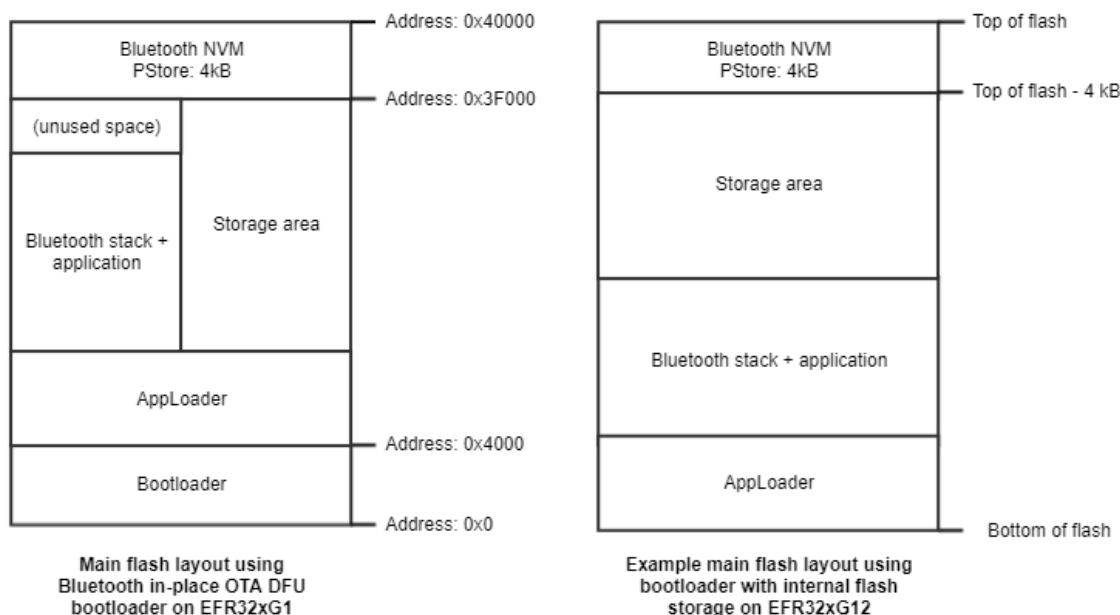 Address: 0x40000
Bluetooth NVM
PStore: 4kB
Address: 0x3F000
(unused space)
Bluetooth stack +
application
Storage area
AppLoader
Address: 0x4000
Bootloader
Address: 0x0
Main flash layout using
Bluetooth in-place OTA DFU
bootloader on EFR32xG1
Top of flash
Bluetooth NVM
PStore: 4kB
Top of flash - 4 kB
Storage area
Bluetooth stack + application
AppLoader
Bottom of flash
Example main flash layout using
bootloader with internal flash
storage on EFR32xG12